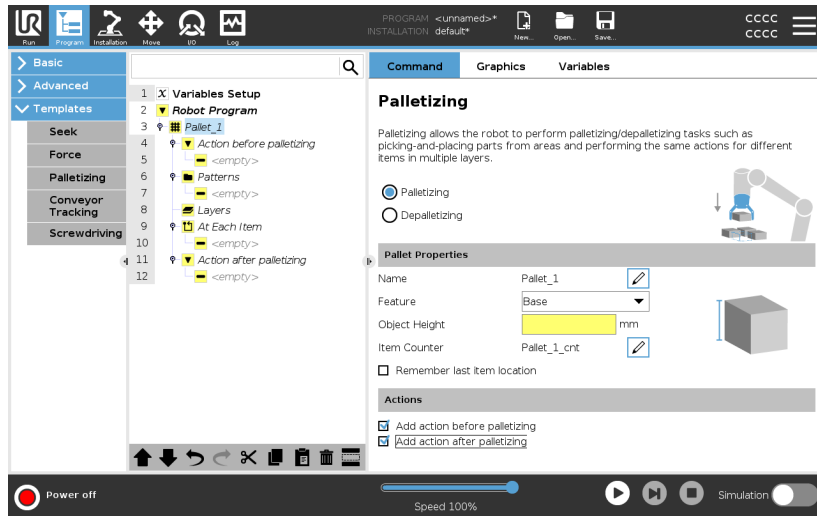 UR
PROGRAM <unnamed>*
INSTALLATION default*
CCCC
CCCC
Run Program Installation Move I/O Log New... Open... Save...
Basic
Advanced
Templates
Seek
Force
Palletizing
Conveyor
Tracking
Screwdriving
1 X Variables Setup
2 Robot Program
3 Pallet_1
4 Action before palletizing
5 <empty>
6 Patterns
7 <empty>
8 Layers
9 At Each Item
10 <empty>
11 Action after palletizing
12 <empty>
Command Graphics Variables
Palletizing
Palletizing allows the robot to perform palletizing/depalletizing tasks such as
picking-and-placing parts from areas and performing the same actions for different
items in multiple layers.
Palletizing
Depalletizing
Pallet Properties
Name Pallet_1
Feature Base
Object Height mm
Item Counter Pallet_1_cnt
Remember last item location
Actions
Add action before palletizing
Add action after palletizing
Power off
Speed 100%
Simulation